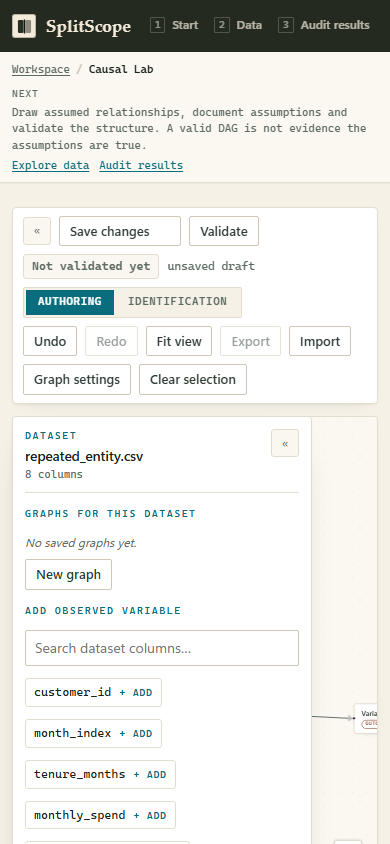 SplitScope 1 Start 2 Data 3 Audit results
Workspace / Causal Lab
NEXT
Draw assumed relationships, document assumptions and
validate the structure. A valid DAG is not evidence the
assumptions are true.
Explore data Audit results
« Save changes Validate
Not validated yet unsaved draft
AUTHORING IDENTIFICATION
Undo Redo Fit view Export Import
Graph settings Clear selection
DATASET
«
repeated_entity.csv
8 columns
GRAPHS FOR THIS DATASET
No saved graphs yet.
New graph
ADD OBSERVED VARIABLE
Search dataset columns...
customer_id + ADD
month_index + ADD
Varia
tenure_months + ADD
monthly_spend + ADD